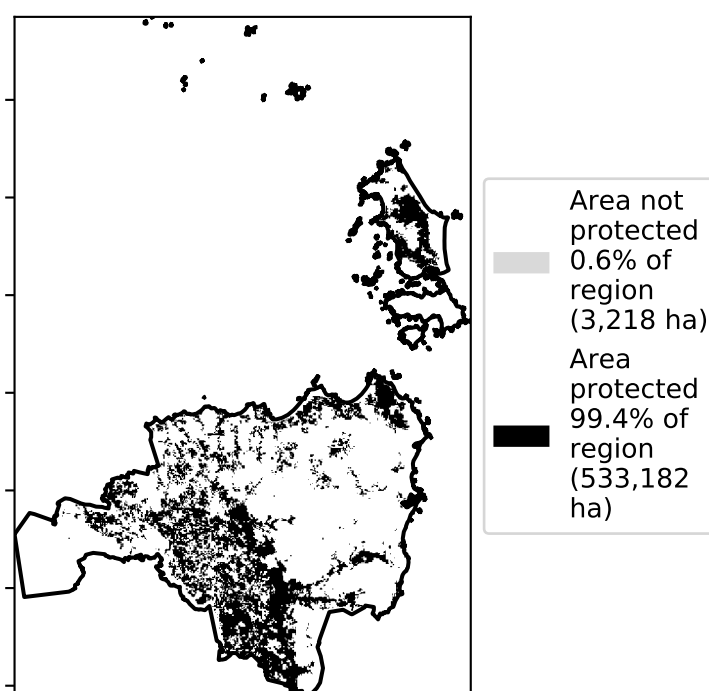 Area not
protected
0.6% of
region
(3,218 ha)
Area
protected
99.4% of
region
(533,182
ha)